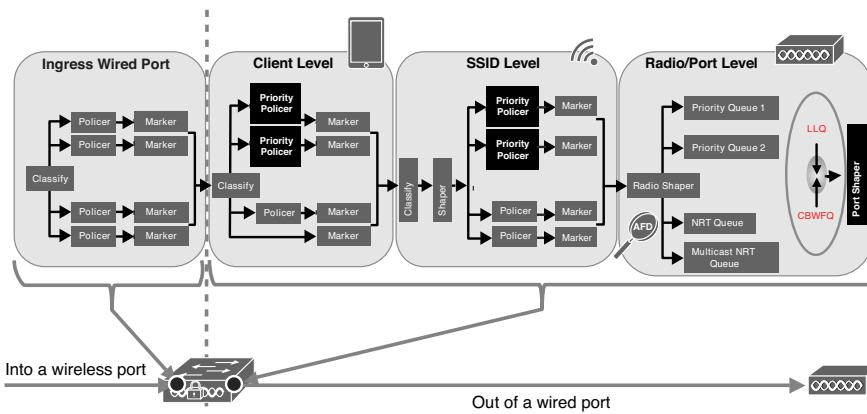 Ingress Wired Port
Client Level
SSID Level
Radio/Port Level
Classify
Policer
Marker
Policer
Marker
Policer
Marker
Policer
Marker
Classify
Priority
Policer
Marker
Priority
Policer
Marker
Policer
Marker
Marker
Classify
Shaper
Priority
Policer
Marker
Priority
Policer
Marker
Policer
Marker
Policer
Marker
Radio Shaper
AFD
Priority Queue 1
Priority Queue 2
NRT Queue
Multicast NRT
Queue
LLQ
CBWFQ
Port Shaper
Into a wireless port
Out of a wired port